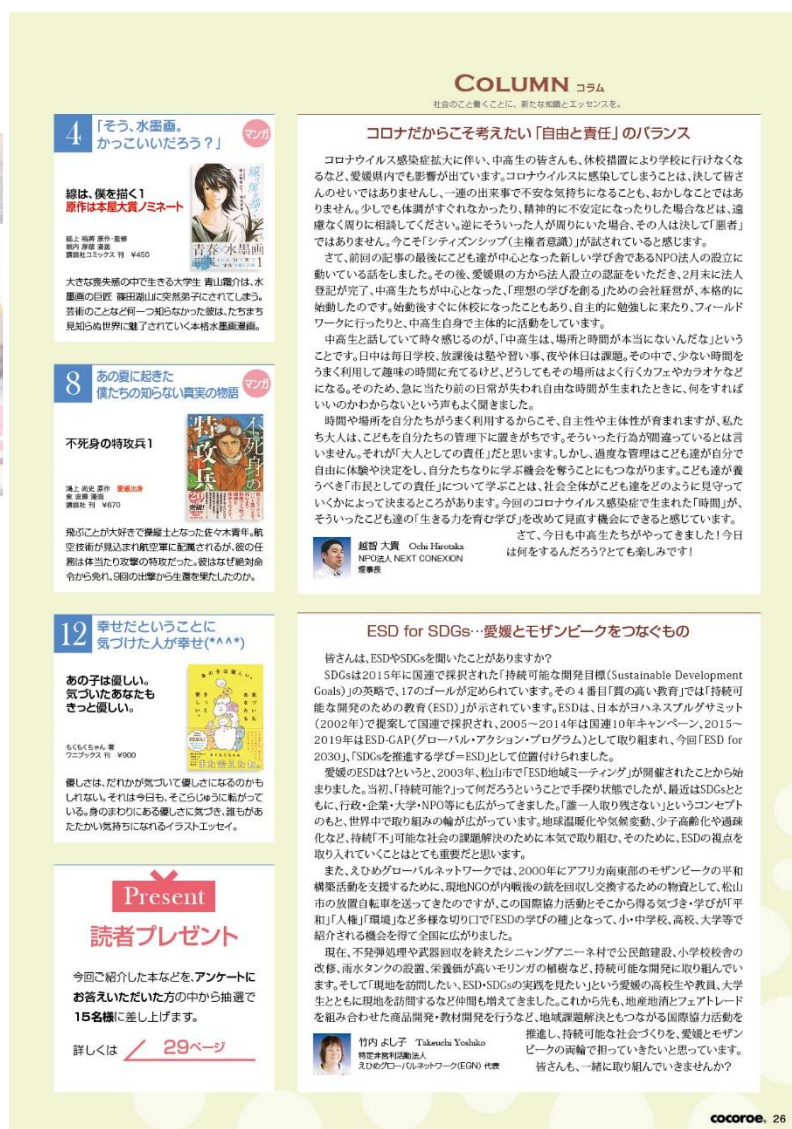 COLUMN コラム
社会のこと働くことに、新たな知識とエッセンスを。
4
「そう、水墨画。
かっこいいだろう？」
マンガ
線は、僕を描く1
原作は本屋大賞ノミネート
砥上 裕將 原作・監修
堀内 厚徳 漫画
講談社コミックス 刊 ¥450
大きな喪失感の中で生きる大学生 青山霜介は、水
墨画の巨匠 篠田湖山に突然弟子にされてしまう。
芸術のことなど何一つ知らなかった彼は、たちまち
見知らぬ世界に魅了されていく本格水墨画漫画。
8
あの夏に起きた
僕たちの知らない真実の物語
マンガ
不死身の特攻兵1
鴻上 尚史 原作 愛媛出身
東 直輝 漫画
講談社 刊 ¥670
不死身の
特攻兵
飛ぶことが大好きで操縦士となった佐々木青年。航
空技術が見込まれ航空軍に配属されるが、彼の任
務は体当たり攻撃の特攻だった。彼はなぜ絶対命
令から免れ、9回の出撃から生還を果たしたのか。
12
幸せだということに
気づけた人が幸せ(*^^*)
あの子は優しい。
気づいたあなたも
きっと優しい。
もくもくちゃん 著
ワニブックス 刊 ¥900
優しさは、だれかが気づいて優しさになるのかも
しれない。それは今日も、そこらじゅうに転がって
いる。身のまわりにある優しさに気づき、誰もがあ
たたかい気持ちになれるイラストエッセイ。
Present
読者プレゼント
今回ご紹介した本などを、アンケートに
お答えいただいた方の中から抽選で
15名様に差し上げます。
詳しくは 29ページ
コロナだからこそ考えたい「自由と責任」のバランス
コロナウイルス感染症拡大に伴い、中高生の皆さんも、休校措置により学校に行けなくな
るなど、愛媛県内でも影響が出ています。コロナウイルスに感染してしまうことは、決して皆さ
んのせいではありませんし、一連の出来事で不安な気持ちになることも、おかしなことではあ
りません。少しでも体調がすぐれなかったり、精神的に不安定になったりした場合などは、遠
慮なく周りに相談してください。逆にそういった人が周りにいた場合、その人は決して「悪者」
ではありません。今こそ「シティズンシップ（主権者意識）」が試されていると感じます。
さて、前回の記事の最後にこども達が中心となった新しい学び舎であるNPO法人の設立に
動いている話をしました。その後、愛媛県の方から法人設立の認証をいただき、2月末に法人
登記が完了、中高生たちが中心となった、「理想の学びを創る」ための会社経営が、本格的に
始動したのです。始動後すぐに休校になったこともあり、自主的に勉強しに来たり、フィールド
ワークに行ったりと、中高生自身で主体的に活動をしています。
中高生と話していて時々感じるのが、「中高生は、場所と時間が本当にないんだな」という
ことです。日中は毎日学校、放課後は塾や習い事、夜や休日は課題。その中で、少ない時間を
うまく利用して趣味の時間に充てるけど、どうしてもその場所はよく行くカフェやカラオケなど
になる。そのため、急に当たり前の日常が失われ自由な時間が生まれたときに、何をすれば
いいのかわからないという声もよく聞きました。
時間や場所を自分たちがうまく利用するからこそ、自主性や主体性が育まれますが、私た
ち大人は、こどもを自分たちの管理下に置きがちです。そういった行為が間違っているとは言
いません。それが「大人としての責任」だと思います。しかし、過度な管理はこども達が自分で
自由に体験や決定をし、自分たちなりに学ぶ機会を奪うことにもつながります。こども達が養
うべき「市民としての責任」について学ぶことは、社会全体がこども達をどのように見守って
いくかによって決まるところがあります。今回のコロナウイルス感染症で生まれた「時間」が、
そういったこども達の「生きる力を育む学び」を改めて見直す機会にできると感じています。
さて、今日も中高生たちがやってきました！今日
は何をするんだろう？とても楽しみです！
越智 大貴 Ochi Hirotaka
NPO法人 NEXT CONEXION
理事長
ESD for SDGs…愛媛とモザンビークをつなぐもの
皆さんは、ESDやSDGsを聞いたことがありますか？
SDGsは2015年に国連で採択された「持続可能な開発目標（Sustainable Development
Goals）」の英略で、17のゴールが定められています。その4番目「質の高い教育」では「持続可
能な開発のための教育（ESD）」が示されています。ESDは、日本がヨハネスブルグサミット
（2002年）で提案して国連で採択され、2005～2014年は国連10年キャンペーン、2015～
2019年はESD-GAP（グローバル・アクション・プログラム）として取り組まれ、今回「ESD for
2030」、「SDGsを推進する学び＝ESD」として位置付けられました。
愛媛のESDは？というと、2003年、松山市で「ESD地域ミーティング」が開催されたことから始
まりました。当初、「持続可能？」って何だろうということで手探り状態でしたが、最近はSDGsとと
もに、行政・企業・大学・NPO等にも広がってきました。「誰一人取り残さない」というコンセプト
のもと、世界中で取り組みの輪が広がっています。地球温暖化や気候変動、少子高齢化や過疎
化など、持続「不」可能な社会の課題解決のために本気で取り組む、そのために、ESDの視点を
取り入れていくことはとても重要だと思います。
また、えひめグローバルネットワークでは、2000年にアフリカ南東部のモザンビークの平和
構築活動を支援するために、現地NGOが内戦後の銃を回収し交換するための物資として、松山
市の放置自転車を送ってきたのですが、この国際協力活動とそこから得る気づき・学びが「平
和」「人権」「環境」など多様な切り口で「ESDの学びの種」となって、小・中学校、高校、大学等で
紹介される機会を得て全国に広がりました。
現在、不発弾処理や武器回収を終えたシニャングアニーネ村で公民館建設、小学校校舎の
改修、雨水タンクの設置、栄養価が高いモリンガの植樹など、持続可能な開発に取り組んでい
ます。そして「現地を訪問したい、ESD・SDGsの実践を見たい」という愛媛の高校生や教員、大学
生とともに現地を訪問するなど仲間も増えてきました。これから先も、地産地消とフェアトレード
を組み合わせた商品開発・教材開発を行うなど、地域課題解決ともつながる国際協力活動を
推進し、持続可能な社会づくりを、愛媛とモザン
ビークの両輪で担っていきたいと思っています。
皆さんも、一緒に取り組んでいきませんか？
竹内 よし子 Takeuchi Yoshiko
特定非営利活動法人
えひめグローバルネットワーク(EGN) 代表
cocoroe. 26